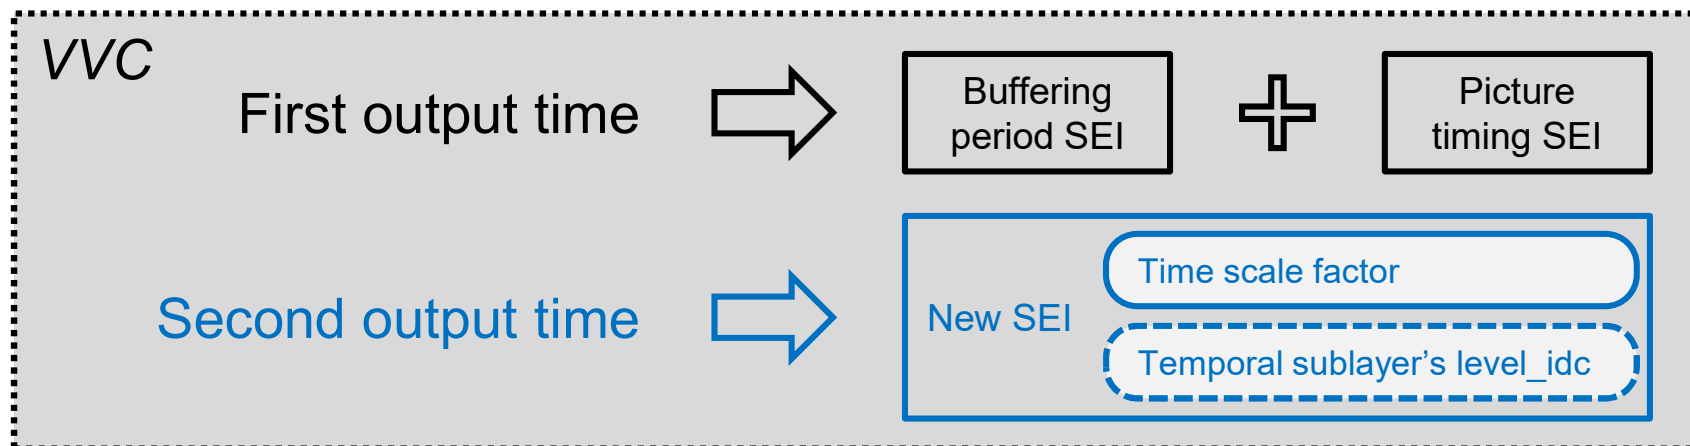 VVC
First output time
Buffering
period SEI
Picture
timing SEI
Second output time
New SEI
Time scale factor
Temporal sublayer’s level_idc